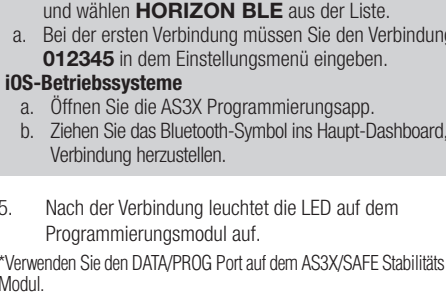 und wählen HORIZON BLE aus der Liste.
a. Bei der ersten Verbindung müssen Sie den
012345 in dem Einstellungsmenü eingeben.
iOS-Betriebssysteme
a. Öffnen Sie die AS3X Programmierungsapp.
b. Ziehen Sie das Bluetooth-Symbol ins Haupt-Dashboard,
Verbindung herzustellen.
5. Nach der Verbindung leuchtet die LED auf dem
Programmierungsmodul auf.
*Verwenden Sie den DATA/PROG Port auf dem AS3X/SAFE Stabilitäts
Modul.